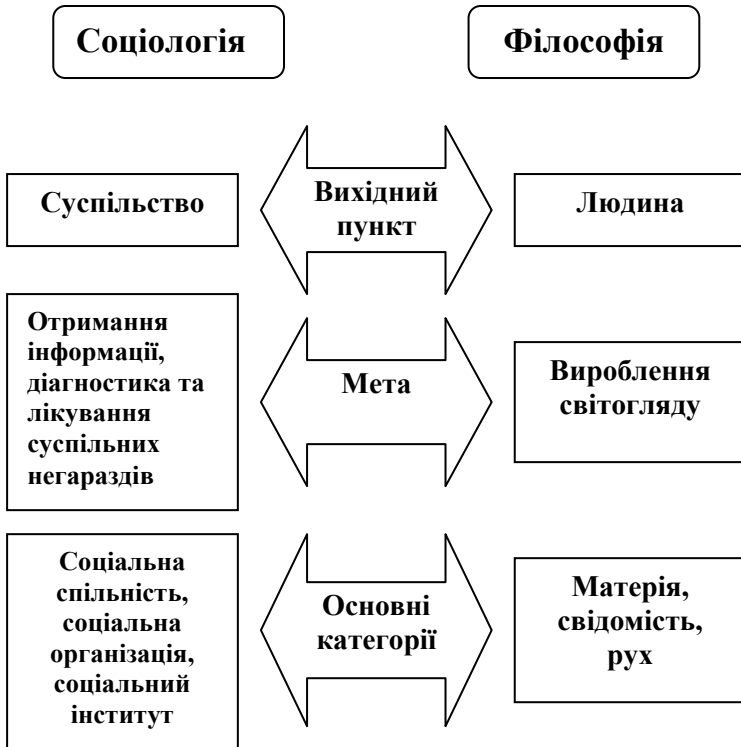 Соціологія
Філософія
Суспільство
Вихідний
пункт
Людина
Отримання
інформації,
діагностика та
лікування
суспільних
негараздів
Мета
Вироблення
світогляду
Соціальна
спільність,
соціальна
організація,
соціальний
інститут
Основні
категорії
Матерія,
свідомість,
рух